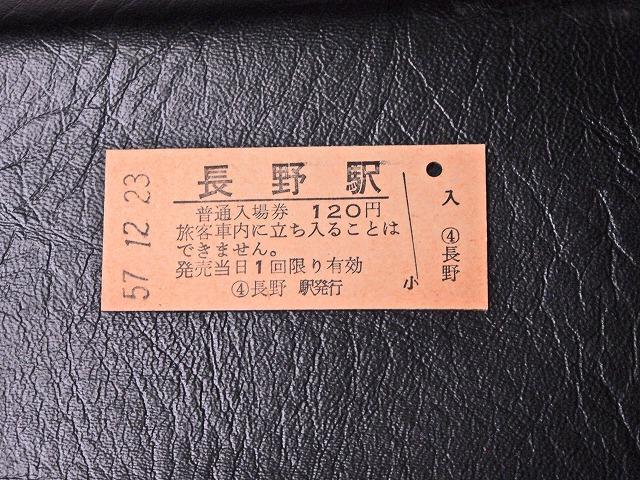 57.12.23
長野駅
普通入場券 120円
旅客車内に立ち入ることは
できません。
発売当日1回限り有効
④長野 駅発行
小
入
④
長野